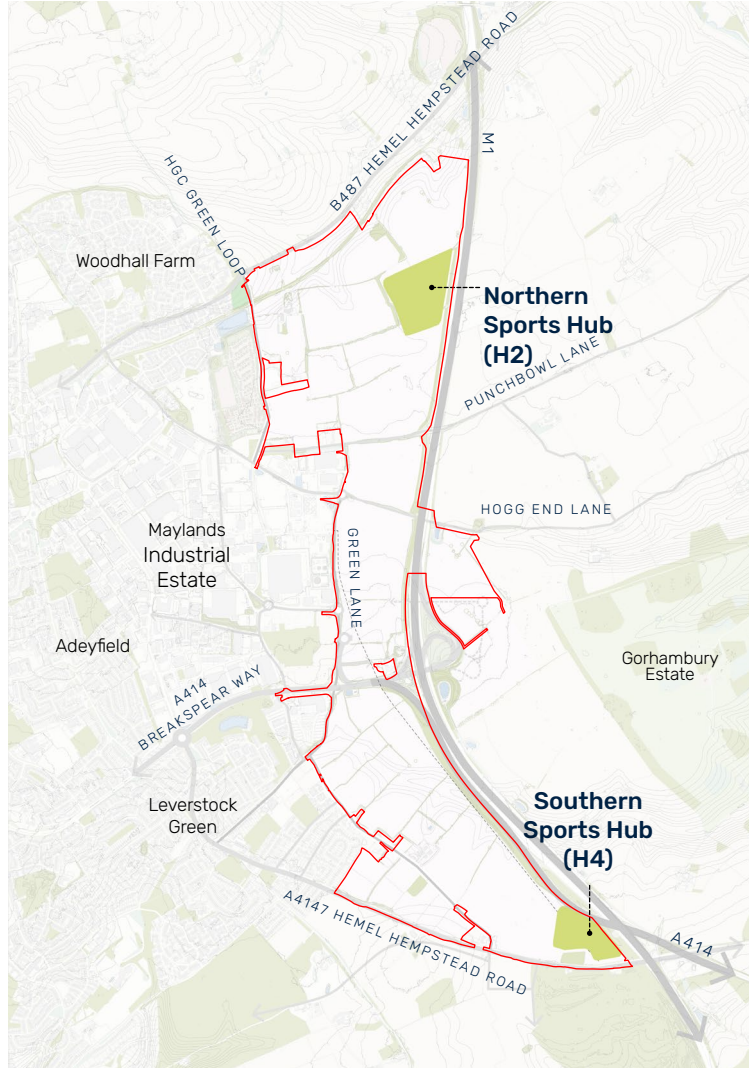 B487 HEMEL HEMPSTEAD ROAD
M1
HGC GREEN LOOP
Woodhall Farm
Northern
Sports Hub
(H2)
PUNCHBOWL LANE
HOGG END LANE
Maylands
Industrial
Estate
GREEN LANE
Adeyfield
Gorhambury
Estate
A414
BREAKSPEAR WAY
Leverstock
Green
Southern
Sports Hub
(H4)
A4147 HEMEL HEMPSTEAD ROAD
A414